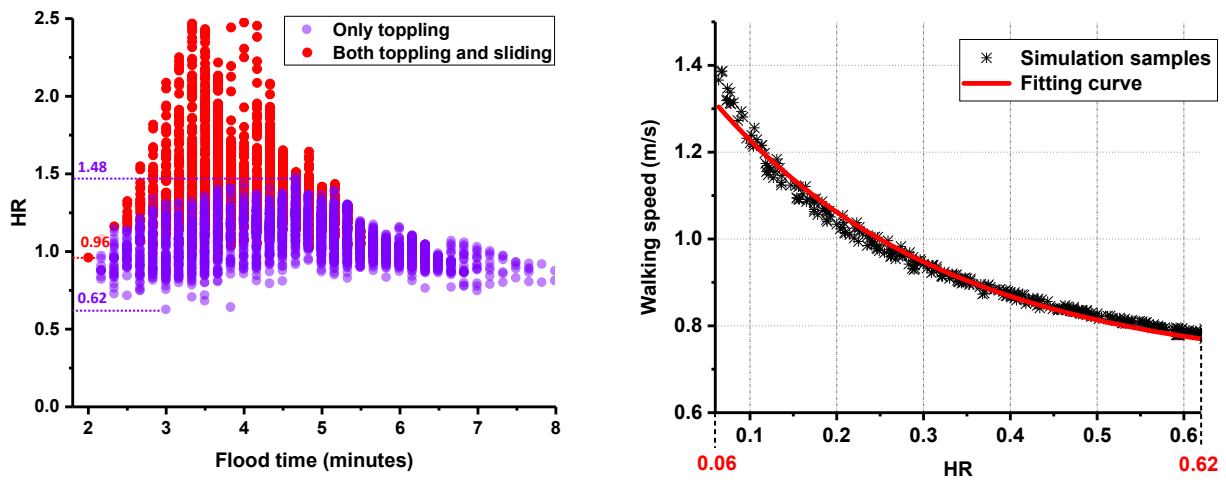 2.5
2.0
1.5
1.0
0.5
0.0
HR
Only toppling
Both toppling and sliding
1.48
0.96
0.62
2 3 4 5 6 7 8
Flood time (minutes)
1.4
1.2
1.0
0.8
0.6
Walking speed (m/s)
Simulation samples
Fitting curve
0.1 0.2 0.3 0.4 0.5 0.6
0.06 HR 0.62